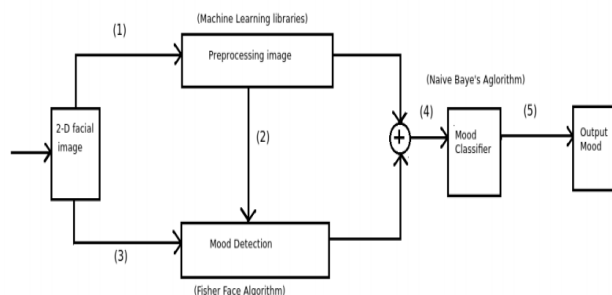 (Machine Learning libraries)
(1)
Preprocessing image
(Naive Baye's Aglorithm)
2-D facial
image
(2)
(4)
(5)
+
Mood
Classifier
Output
Mood
(3)
Mood Detection
(Fisher Face Algorithm)